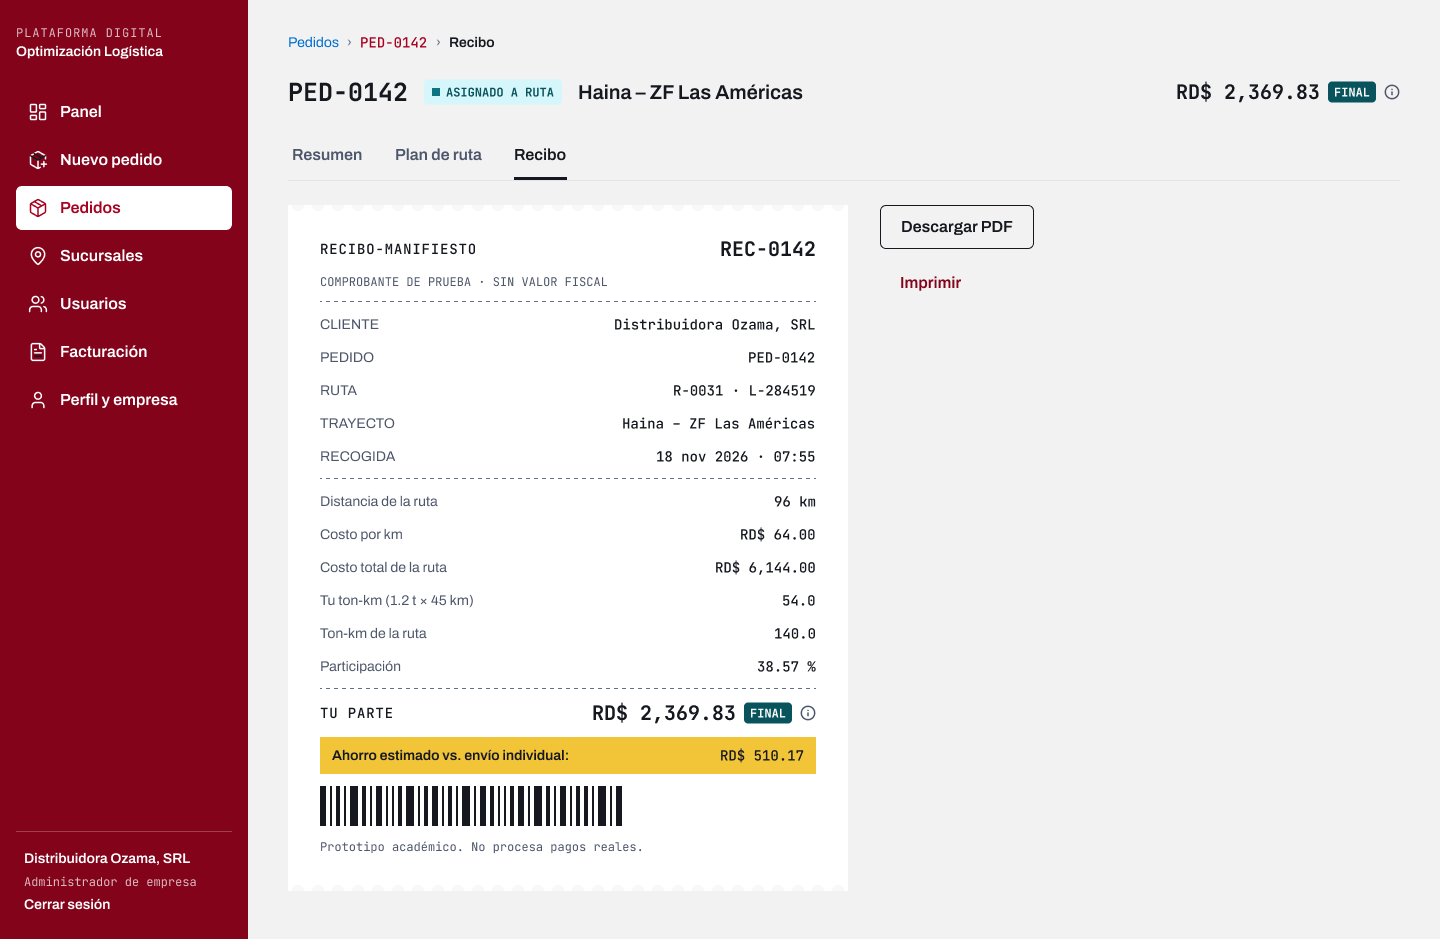 PLATAFORMA DIGITAL
Optimización Logística
Panel
Nuevo pedido
Pedidos
Sucursales
Usuarios
Facturación
Perfil y empresa
Distribuidora Ozama, SRL
Administrador de empresa
Cerrar sesión
Pedidos › PED-0142 › Recibo
PED-0142 ASIGNADO A RUTA Haina – ZF Las Américas RD$ 2,369.83 FINAL
Resumen Plan de ruta Recibo
RECIBO-MANIFIESTO REC-0142
COMPROBANTE DE PRUEBA · SIN VALOR FISCAL
CLIENTE Distribuidora Ozama, SRL
PEDIDO PED-0142
RUTA R-0031 · L-284519
TRAYECTO Haina – ZF Las Américas
RECOGIDA 18 nov 2026 · 07:55
Distancia de la ruta 96 km
Costo por km RD$ 64.00
Costo total de la ruta RD$ 6,144.00
Tu ton-km (1.2 t × 45 km) 54.0
Ton-km de la ruta 140.0
Participación 38.57 %
TU PARTE RD$ 2,369.83 FINAL
Ahorro estimado vs. envío individual: RD$ 510.17
Prototipo académico. No procesa pagos reales.
Descargar PDF
Imprimir